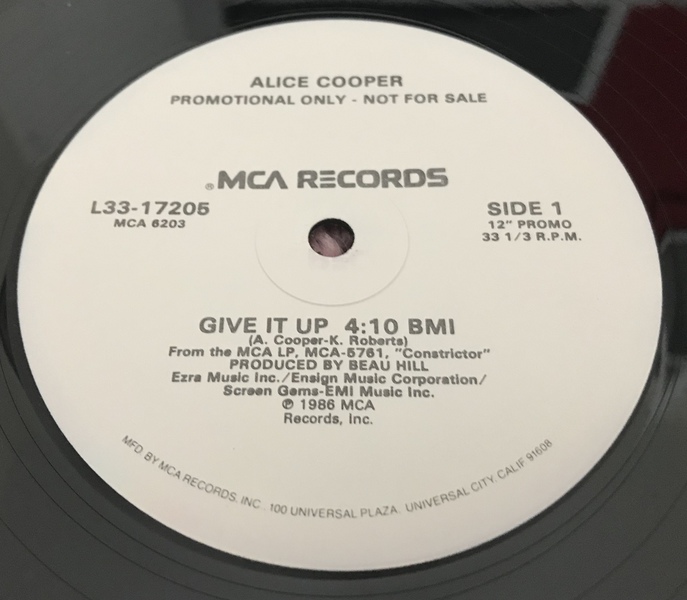 ALICE COOPER
PROMOTIONAL ONLY - NOT FOR SALE
®MCA RECORDS
L33-17205
MCA 6203
SIDE 1
12" PROMO
33 1/3 R.P.M.
GIVE IT UP 4:10 BMI
(A. Cooper-K. Roberts)
From the MCA LP, MCA-5761, "Constrictor"
PRODUCED BY BEAU HILL
Ezra Music Inc./Ensign Music Corporation/
Screen Gems-EMI Music Inc.
℗ 1986 MCA
Records, Inc.
MFD. BY MCA RECORDS, INC. 100 UNIVERSAL PLAZA. UNIVERSAL CITY. CALIF 91608